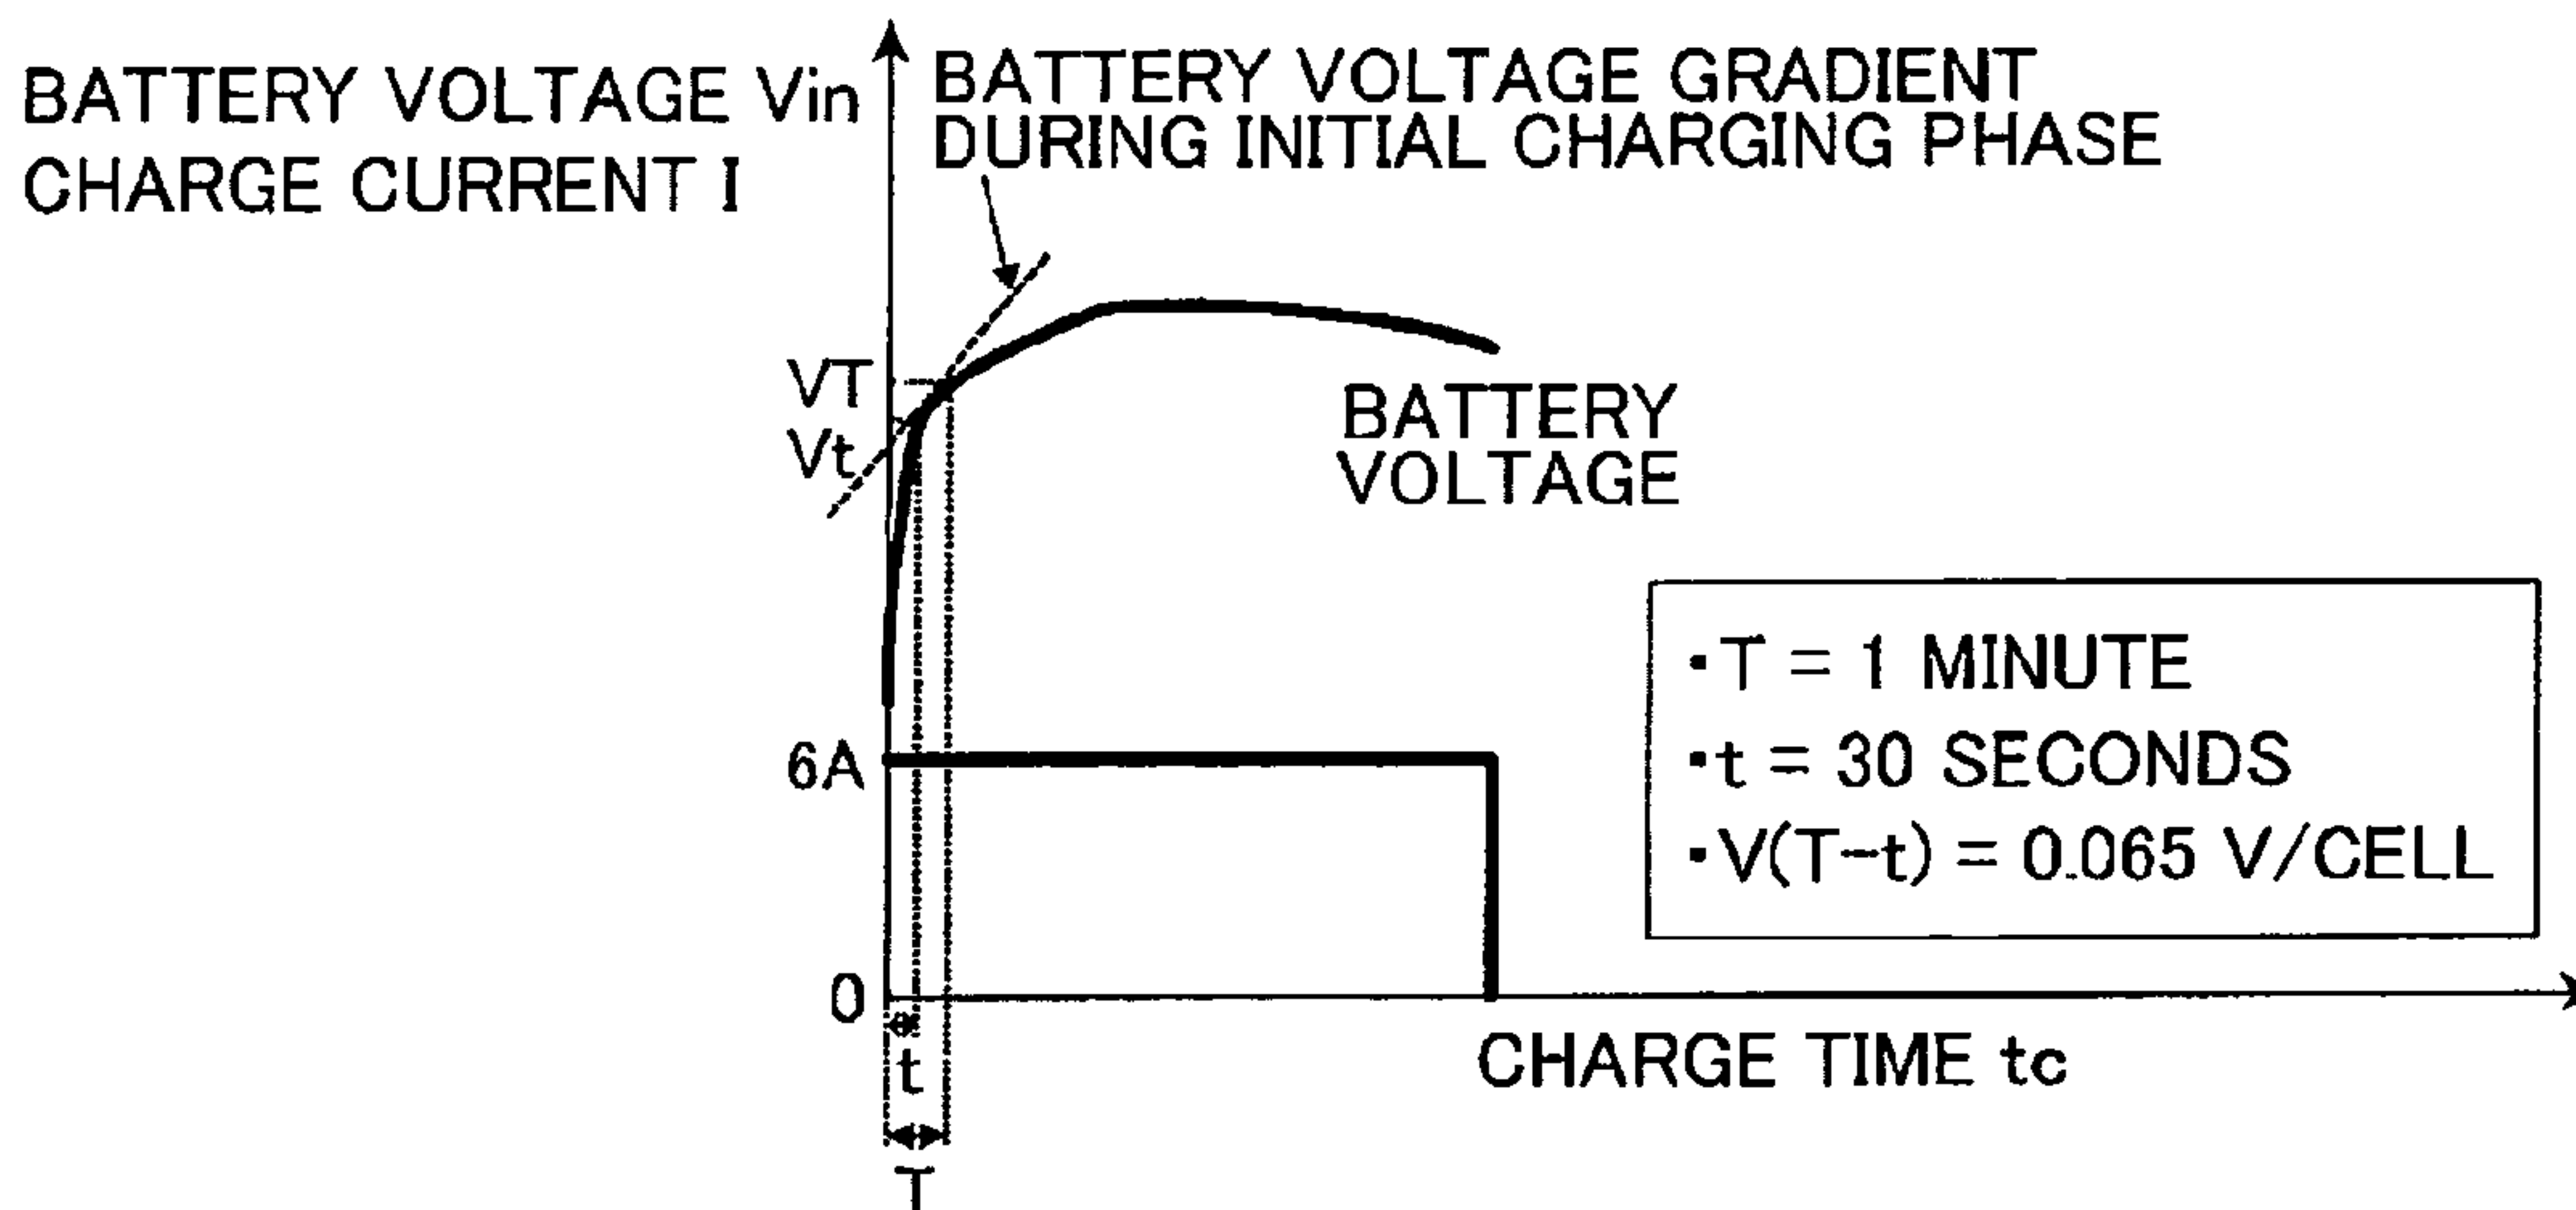 BATTERY VOLTAGE Vin
CHARGE CURRENT I
BATTERY VOLTAGE GRADIENT
DURING INITIAL CHARGING PHASE
VT
Vt
BATTERY
VOLTAGE
6A
▪T = 1 MINUTE
▪t = 30 SECONDS
▪V(T-t) = 0.065 V/CELL
0
t
CHARGE TIME tc
T